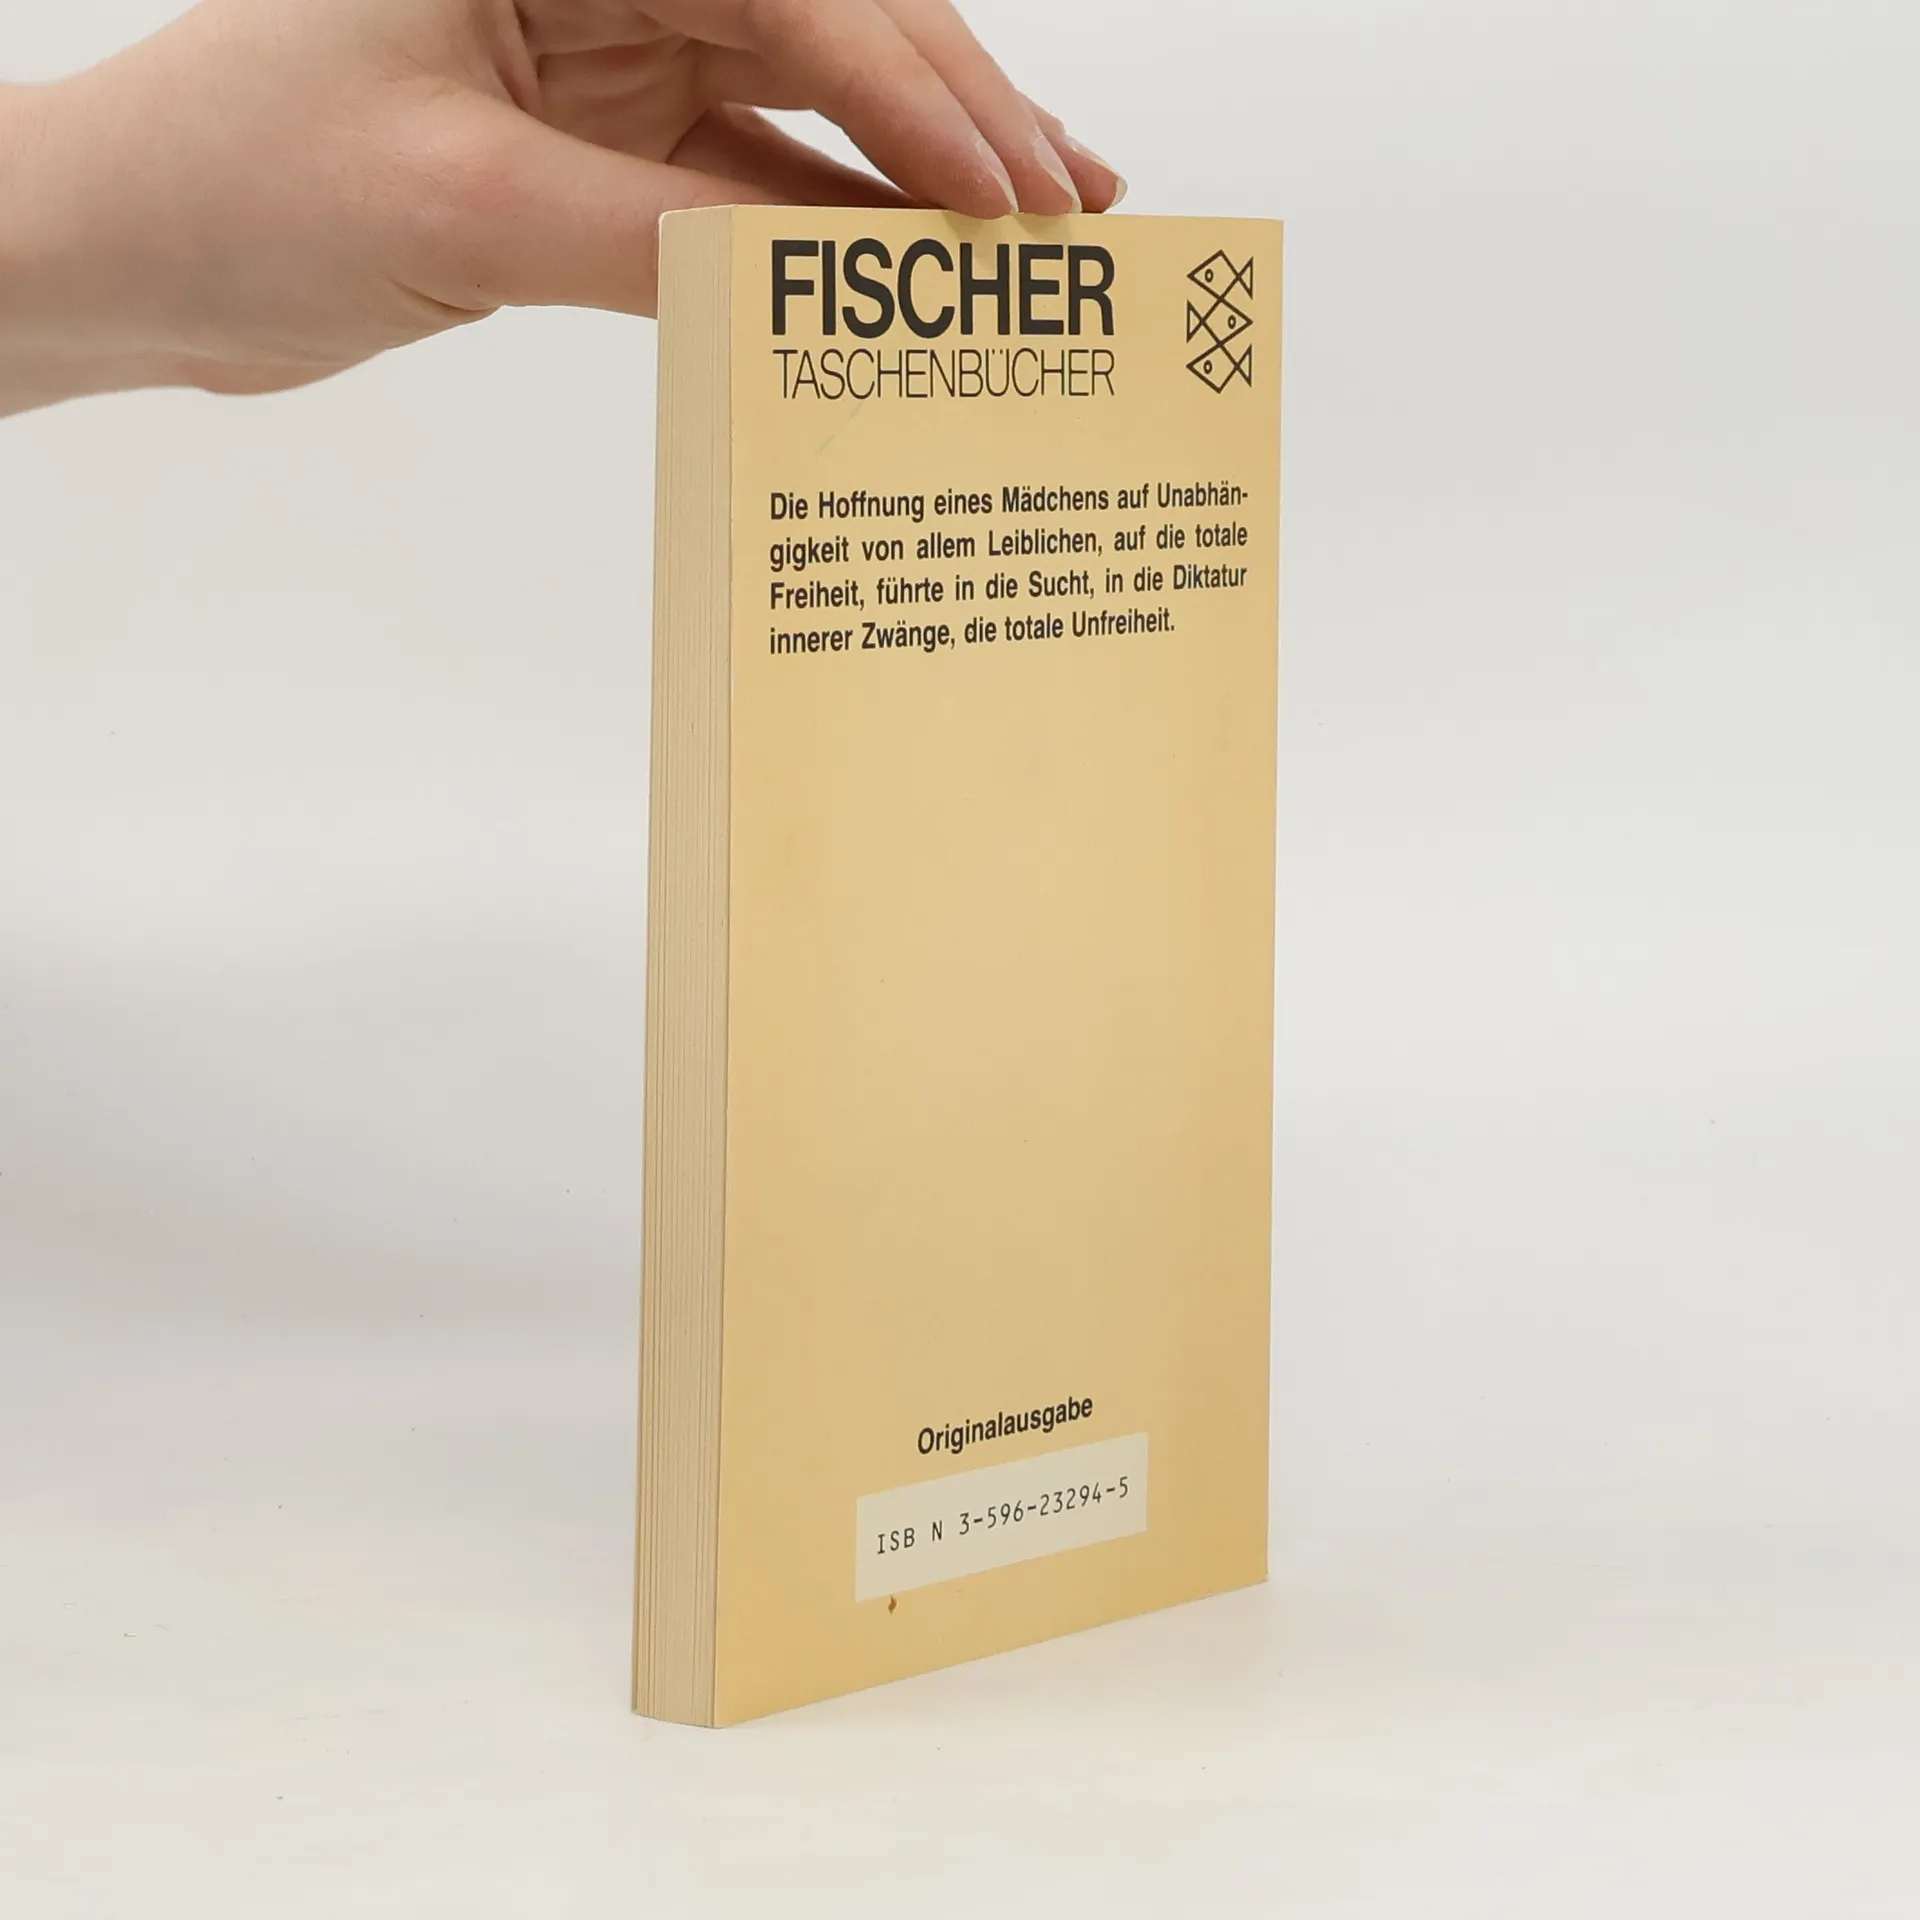 FISCHER
TASCHENBÜCHER
Die Hoffnung eines Mädchens auf Unabhän-
gigkeit von allem Leiblichen, auf die totale
Freiheit, führte in die Sucht, in die Diktatur
innerer Zwänge, die totale Unfreiheit.
Originalausgabe
ISB N 3-596-23294-5